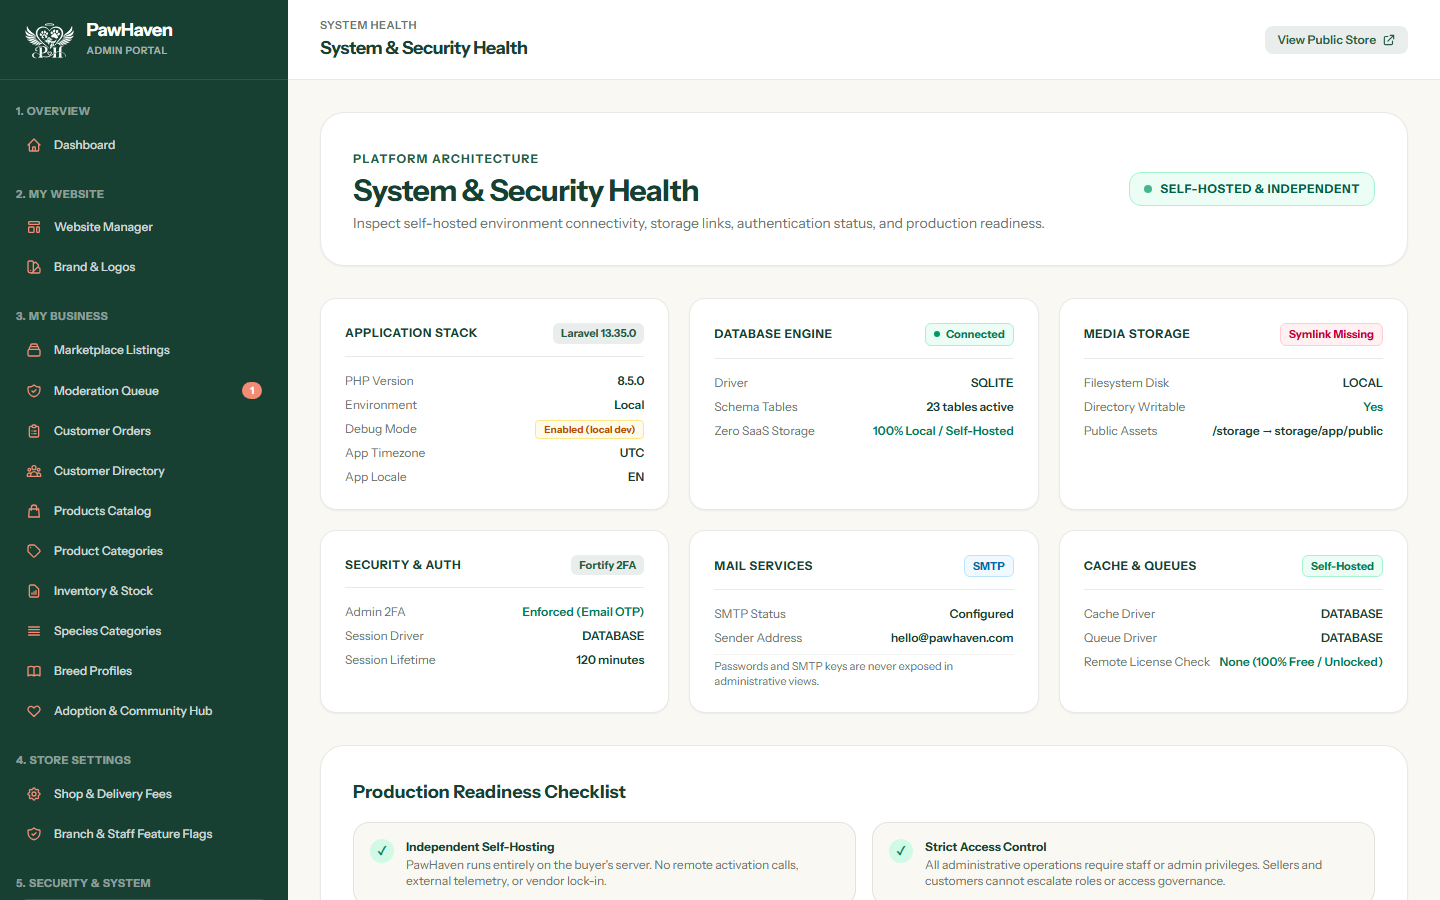 PawHaven
ADMIN PORTAL
1. OVERVIEW
Dashboard
2. MY WEBSITE
Website Manager
Brand & Logos
3. MY BUSINESS
Marketplace Listings
Moderation Queue 1
Customer Orders
Customer Directory
Products Catalog
Product Categories
Inventory & Stock
Species Categories
Breed Profiles
Adoption & Community Hub
4. STORE SETTINGS
Shop & Delivery Fees
Branch & Staff Feature Flags
5. SECURITY & SYSTEM
SYSTEM HEALTH
System & Security Health
View Public Store
PLATFORM ARCHITECTURE
System & Security Health
Inspect self-hosted environment connectivity, storage links, authentication status, and production readiness.
SELF-HOSTED & INDEPENDENT
APPLICATION STACK Laravel 13.35.0
PHP Version 8.5.0
Environment Local
Debug Mode Enabled (local dev)
App Timezone UTC
App Locale EN
DATABASE ENGINE Connected
Driver SQLITE
Schema Tables 23 tables active
Zero SaaS Storage 100% Local / Self-Hosted
MEDIA STORAGE Symlink Missing
Filesystem Disk LOCAL
Directory Writable Yes
Public Assets /storage → storage/app/public
SECURITY & AUTH Fortify 2FA
Admin 2FA Enforced (Email OTP)
Session Driver DATABASE
Session Lifetime 120 minutes
MAIL SERVICES SMTP
SMTP Status Configured
Sender Address hello@pawhaven.com
Passwords and SMTP keys are never exposed in
administrative views.
CACHE & QUEUES Self-Hosted
Cache Driver DATABASE
Queue Driver DATABASE
Remote License Check None (100% Free / Unlocked)
Production Readiness Checklist
✓ Independent Self-Hosting
PawHaven runs entirely on the buyer's server. No remote activation calls,
external telemetry, or vendor lock-in.
✓ Strict Access Control
All administrative operations require staff or admin privileges. Sellers and
customers cannot escalate roles or access governance.